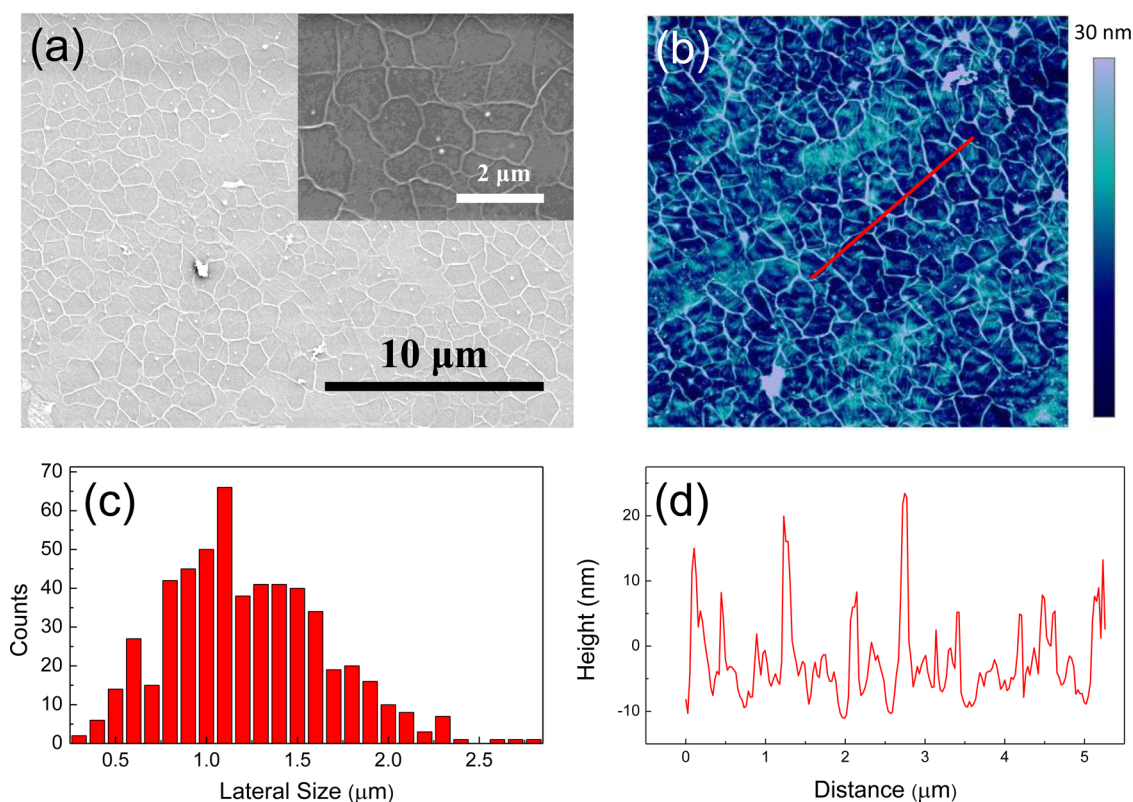 (a)
2 μm
10 μm
(b)
30 nm
(c)
Counts
70
60
50
40
30
20
10
0
0.5 1.0 1.5 2.0 2.5
Lateral Size (μm)
(d)
Height (nm)
20
10
0
-10
0 1 2 3 4 5
Distance (μm)